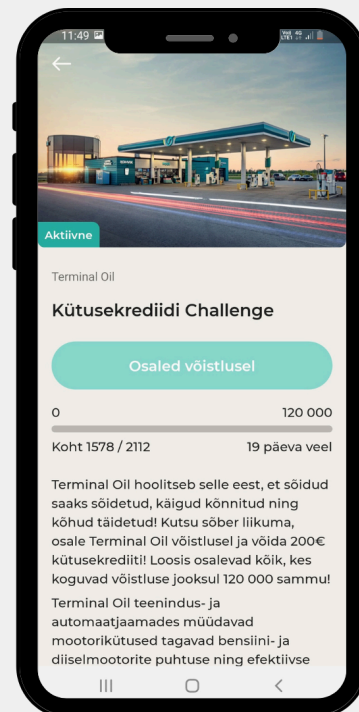 11:49
Aktiivne
Terminal Oil
Kütusekrediidi Challenge
Osaled võistlusel
0 120 000
Koht 1578 / 2112 19 päeva veel
Terminal Oil hoolitseb selle eest, et sõidud
saaks sõidetud, käigud kõnnitud ning
kõhud täidetud! Kutsu sõber liikuma,
osale Terminal Oil võistlusel ja võida 200€
kütusekrediiti! Loosis osalevad kõik, kes
koguvad võistluse jooksul 120 000 sammu!
Terminal Oil teenindus- ja
automaatjaamades müüdavad
mootorikütused tagavad bensiini- ja
diiselmootorite puhtuse ning efektiivse